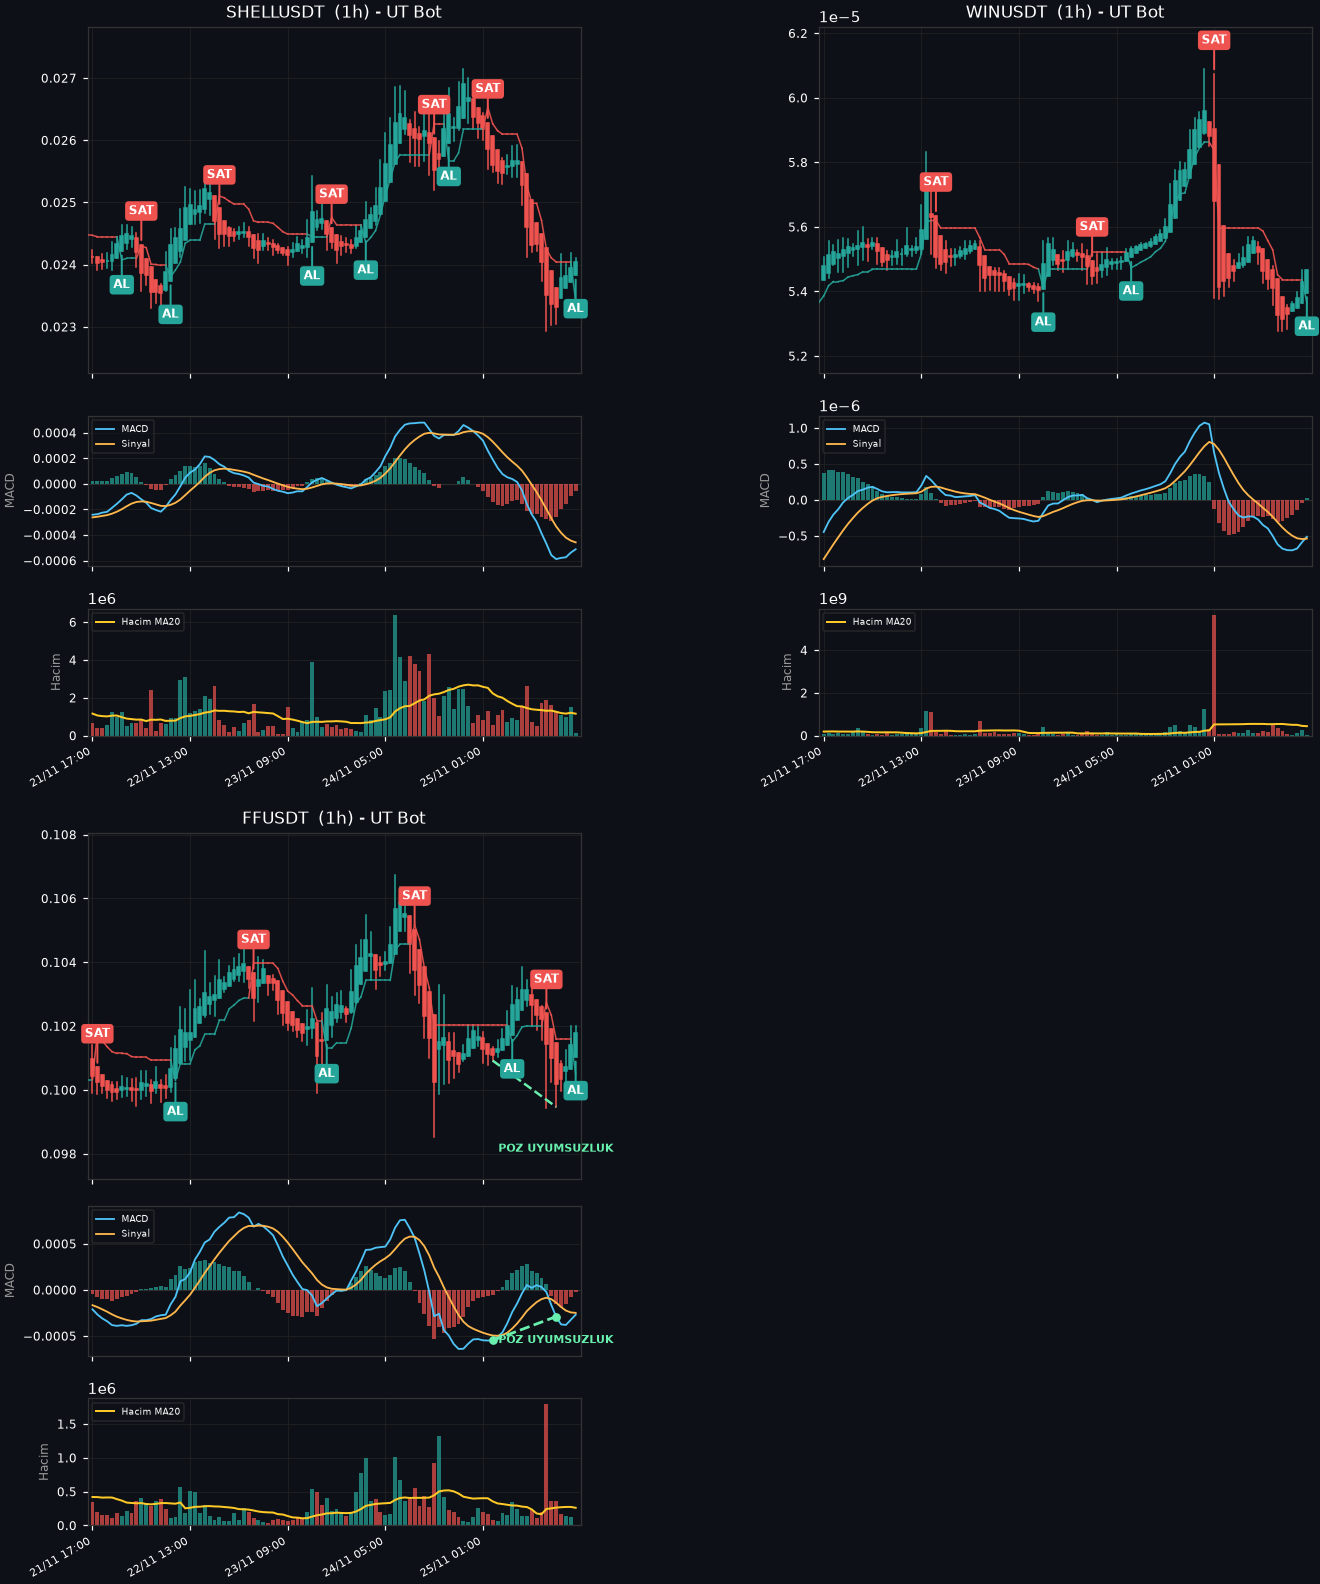 SHELLUSDT  (1h) - UT Bot
0.027
0.026
0.025
0.024
0.023
SAT
SAT
SAT
SAT
SAT
AL
AL
AL
AL
AL
AL
MACD
0.0004
0.0002
0.0000
−0.0002
−0.0004
−0.0006
MACD
Sinyal
1e6
Hacim
6
4
2
0
Hacim MA20
21/11 17:00
22/11 13:00
23/11 09:00
24/11 05:00
25/11 01:00
WINUSDT  (1h) - UT Bot
1e−5
6.2
6.0
5.8
5.6
5.4
5.2
SAT
SAT
SAT
AL
AL
AL
1e−6
MACD
1.0
0.5
0.0
−0.5
MACD
Sinyal
1e9
Hacim
4
2
0
Hacim MA20
21/11 17:00
22/11 13:00
23/11 09:00
24/11 05:00
25/11 01:00
FFUSDT  (1h) - UT Bot
0.108
0.106
0.104
0.102
0.100
0.098
SAT
SAT
SAT
SAT
AL
AL
AL
AL
POZ UYUMSUZLUK
MACD
0.0005
0.0000
−0.0005
MACD
Sinyal
POZ UYUMSUZLUK
1e6
Hacim
1.5
1.0
0.5
0.0
Hacim MA20
21/11 17:00
22/11 13:00
23/11 09:00
24/11 05:00
25/11 01:00